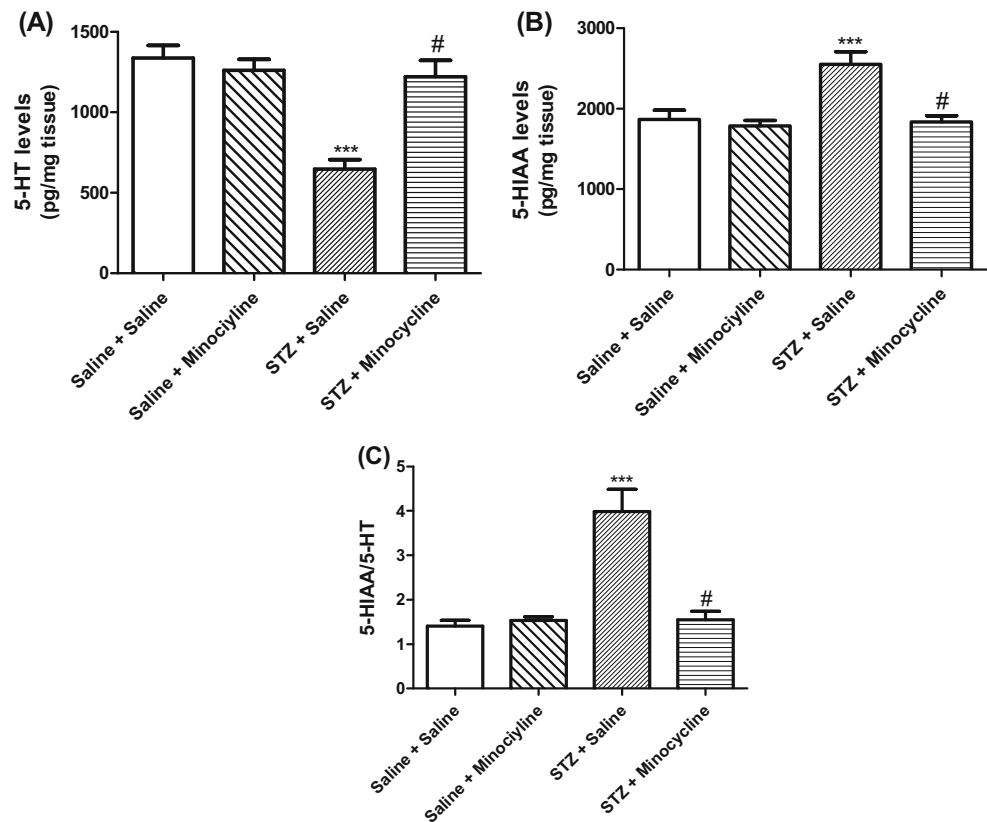 (A)
5-HT levels
(pg/mg tissue)
1500
1000
500
0
***
#
Saline + Saline
Saline + Minociyline
STZ + Saline
STZ + Minocycline
(B)
5-HIAA levels
(pg/mg tissue)
3000
2000
1000
0
***
#
Saline + Saline
Saline + Minociyline
STZ + Saline
STZ + Minocycline
(C)
5-HIAA/5-HT
5
4
3
2
1
0
***
#
Saline + Saline
Saline + Minociyline
STZ + Saline
STZ + Minocycline